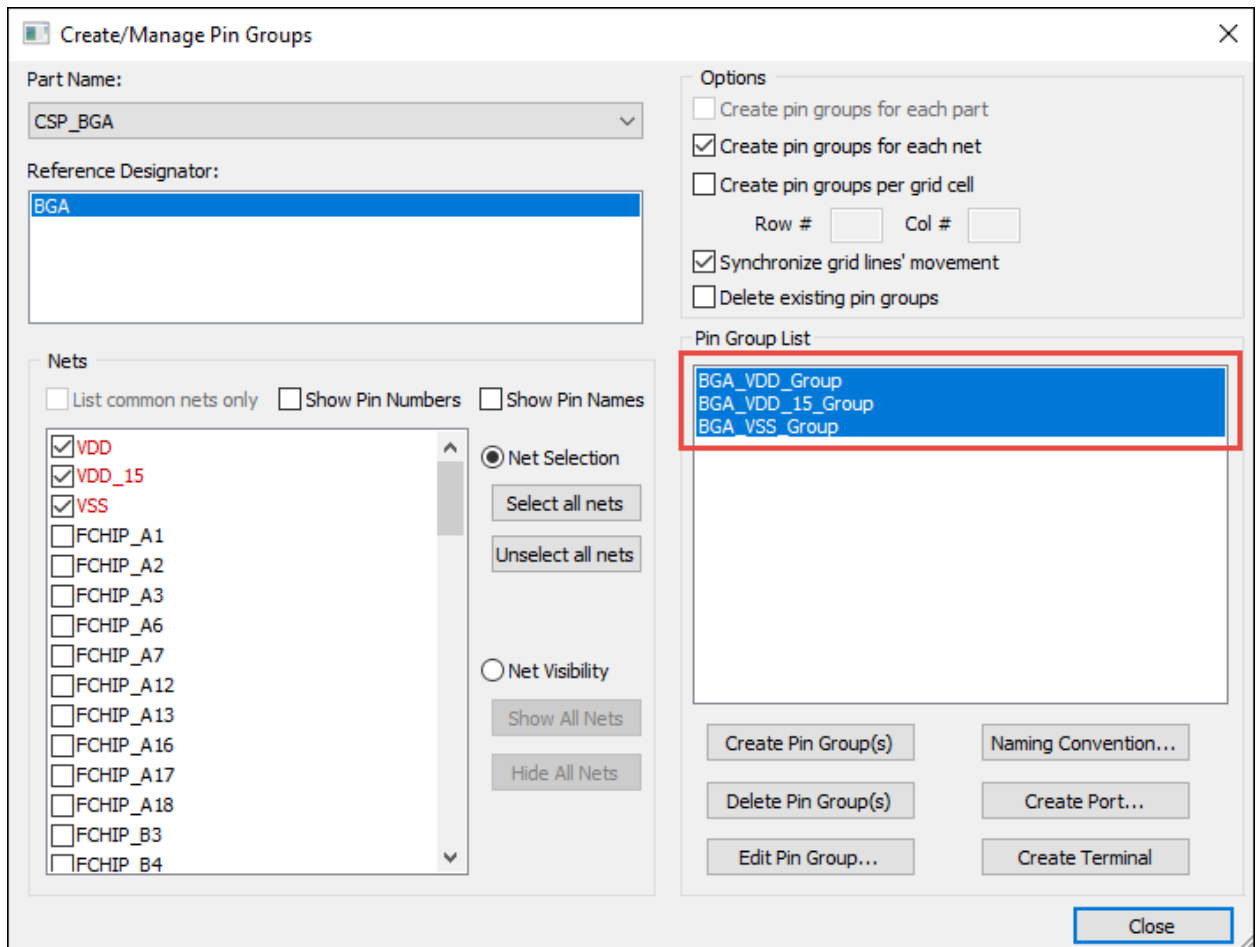 Create/Manage Pin Groups
Part Name:
CSP_BGA
Reference Designator:
BGA
Nets
List common nets only
Show Pin Numbers
Show Pin Names
VDD
VDD_15
VSS
FCHIP_A1
FCHIP_A2
FCHIP_A3
FCHIP_A6
FCHIP_A7
FCHIP_A12
FCHIP_A13
FCHIP_A16
FCHIP_A17
FCHIP_A18
FCHIP_B3
FCHIP_B4
Net Selection
Select all nets
Unselect all nets
Net Visibility
Show All Nets
Hide All Nets
Options
Create pin groups for each part
Create pin groups for each net
Create pin groups per grid cell
Row # Col #
Synchronize grid lines' movement
Delete existing pin groups
Pin Group List
BGA_VDD_Group
BGA_VDD_15_Group
BGA_VSS_Group
Create Pin Group(s)
Naming Convention...
Delete Pin Group(s)
Create Port...
Edit Pin Group...
Create Terminal
Close